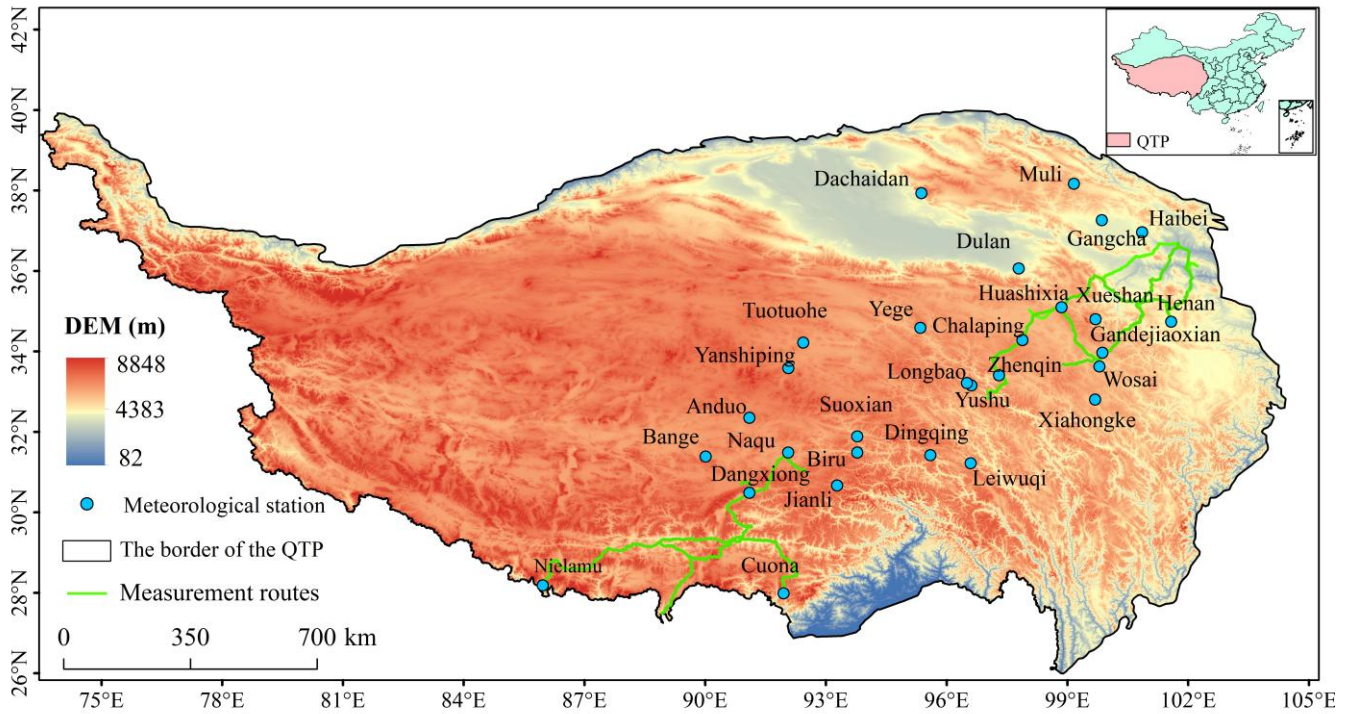 42°N
40°N
38°N
36°N
34°N
32°N
30°N
28°N
26°N
QTP
Dachaidan
Muli
Haibei
Gangcha
Dulan
Huashixia
Xueshan
Henan
Tuotuohe
Yege
Chalaping
Gandejiaoxian
Yanshiping
Longbao
Zhenqin
Wosai
Yushu
Anduo
Suoxian
Xiahongke
Bange
Naqu
Dingqing
Biru
Dangxiong
Leiwuqi
Jianli
Nielamu
Cuona
DEM (m)
8848
4383
82
Meteorological station
The border of the QTP
Measurement routes
0 350 700 km
75°E 78°E 81°E 84°E 87°E 90°E 93°E 96°E 99°E 102°E 105°E